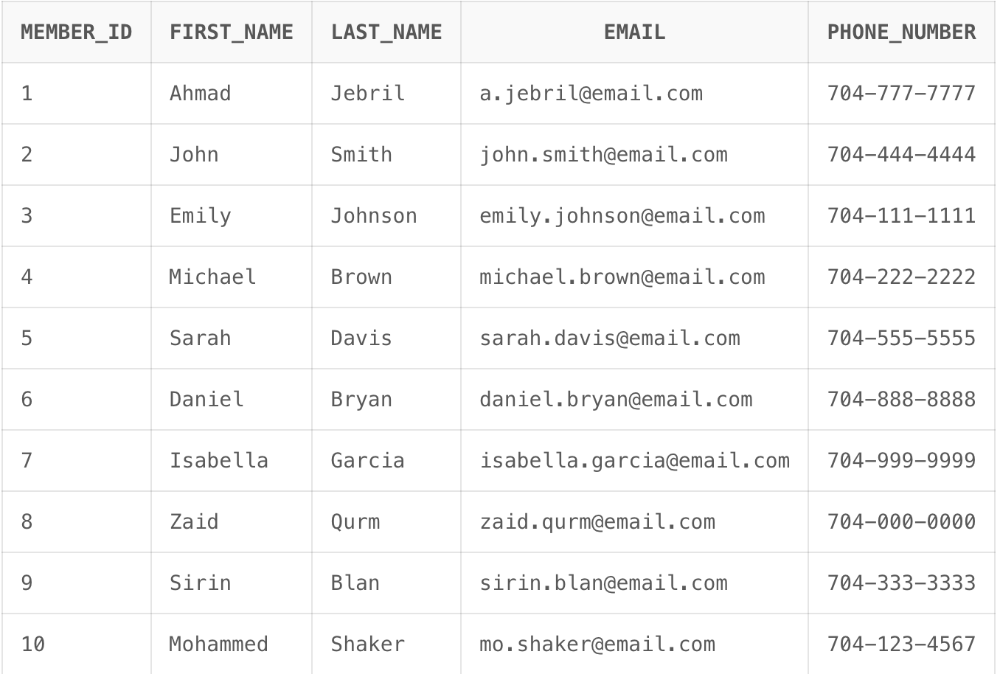 MEMBER_ID FIRST_NAME LAST_NAME EMAIL PHONE_NUMBER
1 Ahmad Jebril a.jebril@email.com 704-777-7777
2 John Smith john.smith@email.com 704-444-4444
3 Emily Johnson emily.johnson@email.com 704-111-1111
4 Michael Brown michael.brown@email.com 704-222-2222
5 Sarah Davis sarah.davis@email.com 704-555-5555
6 Daniel Bryan daniel.bryan@email.com 704-888-8888
7 Isabella Garcia isabella.garcia@email.com 704-999-9999
8 Zaid Qurm zaid.qurm@email.com 704-000-0000
9 Sirin Blan sirin.blan@email.com 704-333-3333
10 Mohammed Shaker mo.shaker@email.com 704-123-4567